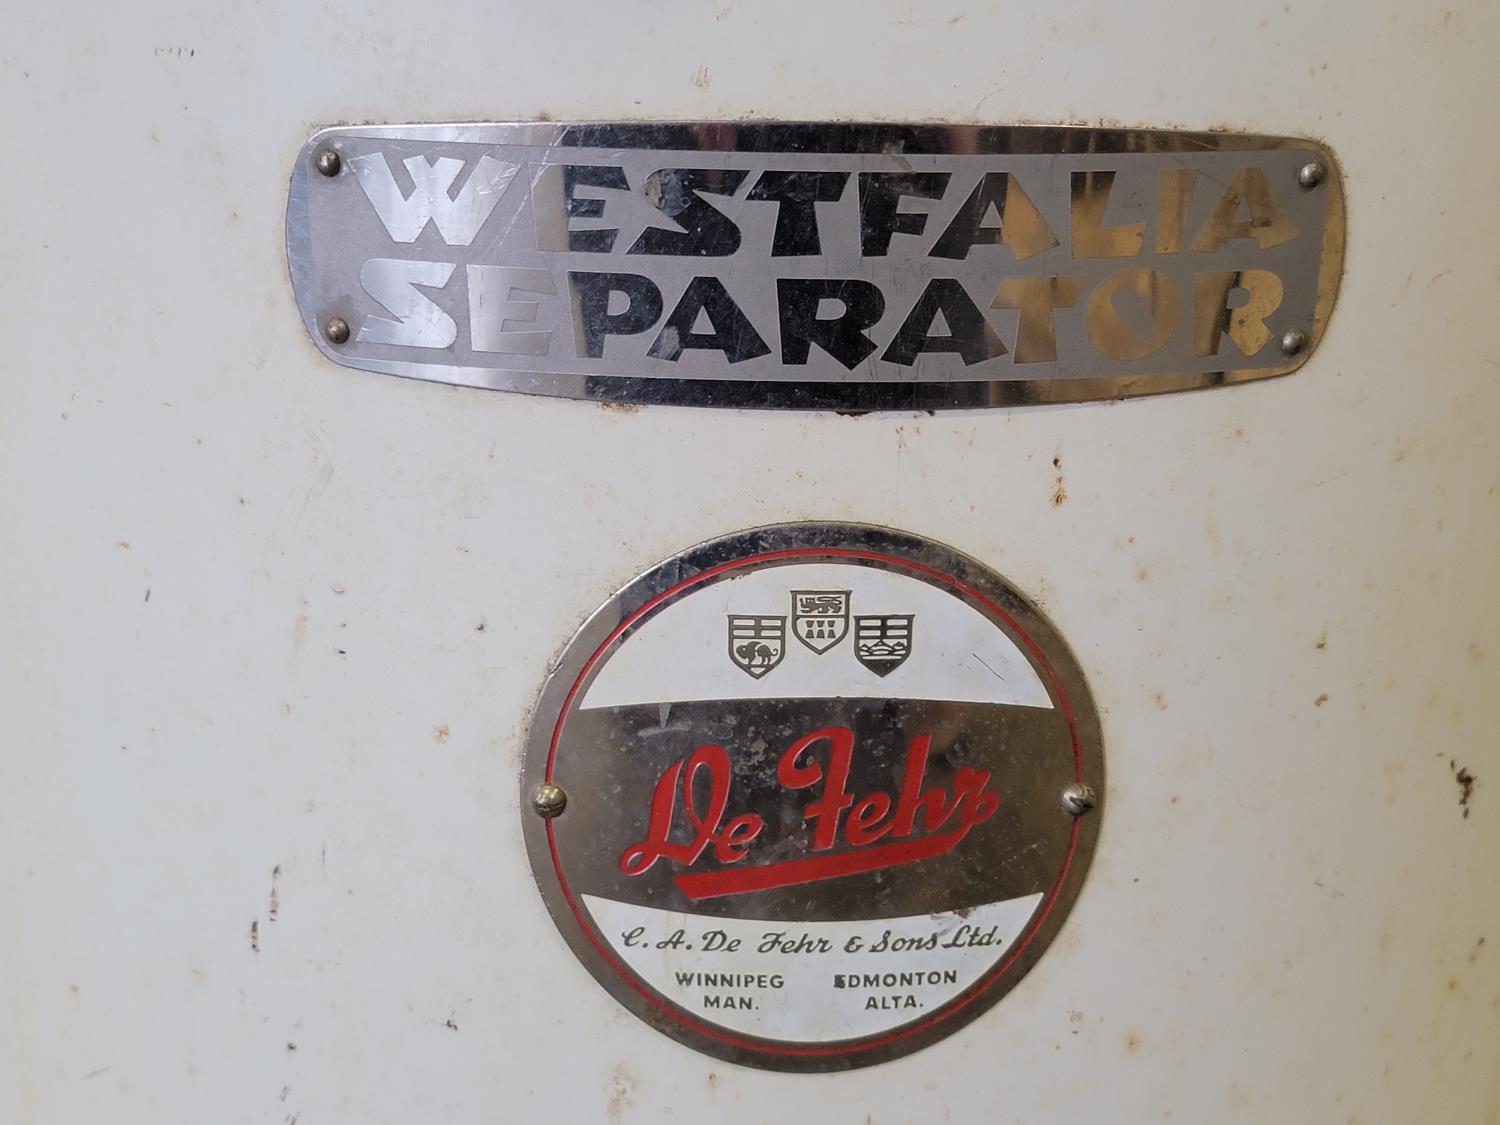 WESTFALIA
SEPARATOR
De Fehr
C. A. De Fehr & Sons Ltd.
WINNIPEG EDMONTON
MAN. ALTA.